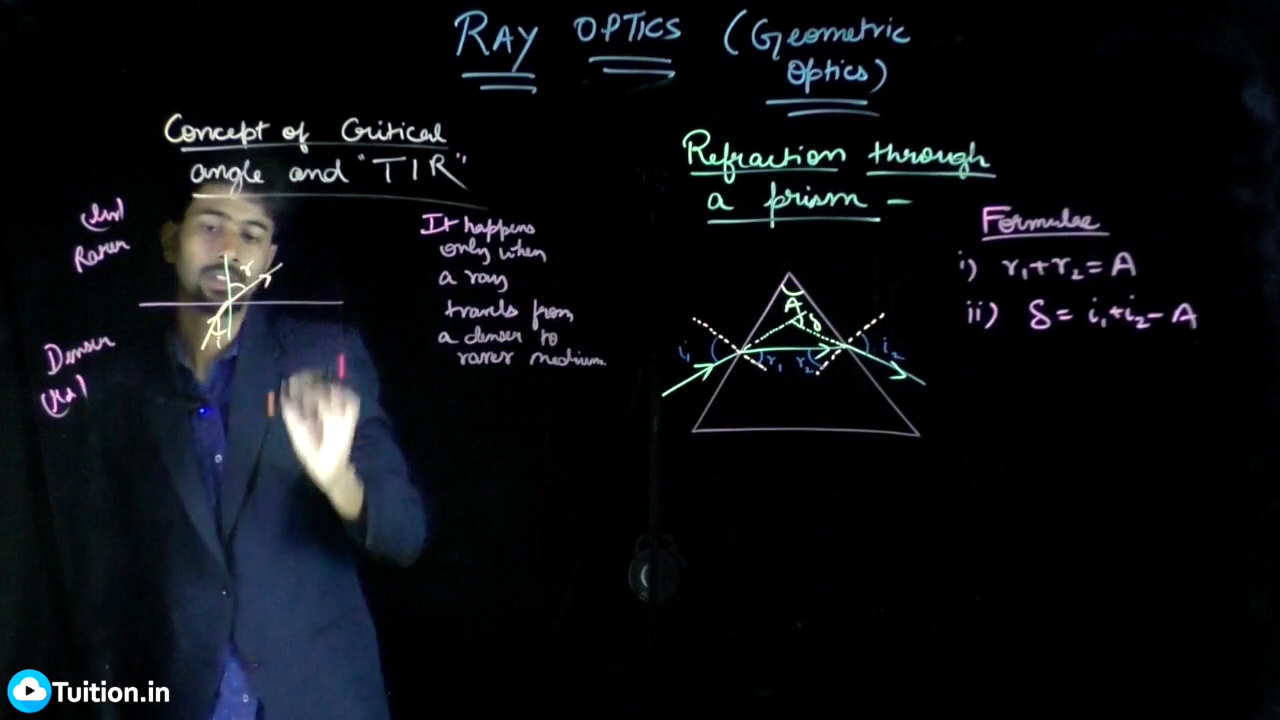 RAY OPTICS (Geometric
Optics)
Concept of Critical
angle and "TIR"
Rarer
r
i
Denser
It happens
only when
a ray
travels from
a denser to
rarer medium.
Refraction through
a prism -
A
δ
i₁
r₁
r₂
i₂
Formulae
i) r₁+r₂=A
ii) δ= i₁+i₂-A
Tuition.in